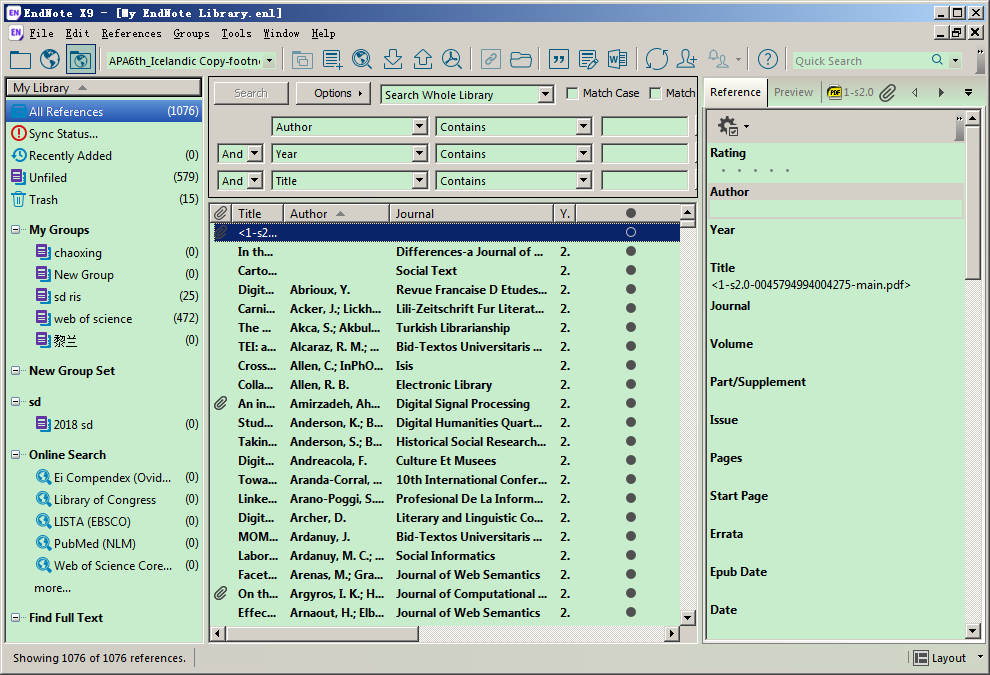 EndNote X9 - [My EndNote Library.enl]
File Edit References Groups Tools Window Help
APA6th_Icelandic Copy-footn
Quick Search
My Library
All References (1076)
Sync Status...
Recently Added (0)
Unfiled (579)
Trash (15)
My Groups
chaoxing (0)
New Group (0)
sd ris (25)
web of science (472)
黎兰 (0)
New Group Set
sd
2018 sd (0)
Online Search
Ei Compendex (Ovid... (0)
Library of Congress (0)
LISTA (EBSCO) (0)
PubMed (NLM) (0)
Web of Science Core... (0)
more...
Find Full Text
Search Options Search Whole Library Match Case Match
Author Contains
And Year Contains
And Title Contains
Title Author Journal Y.
<1-s2...
In th... Differences-a Journal of ... 2.
Carto... Social Text 2.
Digit... Abrioux, Y. Revue Francaise D Etudes... 2.
Carni... Acker, J.; Lickh... Lili-Zeitschrift Fur Literat... 2.
The ... Akca, S.; Akbul... Turkish Librarianship 2.
TEI: a... Alcaraz, R. M.; ... Bid-Textos Universitaris ... 2.
Cross... Allen, C.; InPhO... Isis 2.
Colla... Allen, R. B. Electronic Library 2.
An in... Amirzadeh, Ah... Digital Signal Processing 2.
Stud... Anderson, K.; B... Digital Humanities Quart... 2.
Takin... Anderson, S.; B... Historical Social Research... 2.
Digit... Andreacola, F. Culture Et Musees 2.
Towa... Aranda-Corral, ... 10th International Confer... 2.
Linke... Arano-Poggi, S.... Profesional De La Inform... 2.
Digit... Archer, D. Literary and Linguistic Co... 2.
MOM... Ardanuy, J. Bid-Textos Universitaris ... 2.
Labor... Ardanuy, M. C.; ... Social Informatics 2.
Facet... Arenas, M.; Gra... Journal of Web Semantics 2.
On th... Argyros, I. K.; H... Journal of Computational ... 2.
Effec... Arnaout, H.; Elb... Journal of Web Semantics 2.
Reference Preview PDF 1-s2.0
Rating
Author
Year
Title
<1-s2.0-0045794994004275-main.pdf>
Journal
Volume
Part/Supplement
Issue
Pages
Start Page
Errata
Epub Date
Date
Showing 1076 of 1076 references.
Layout